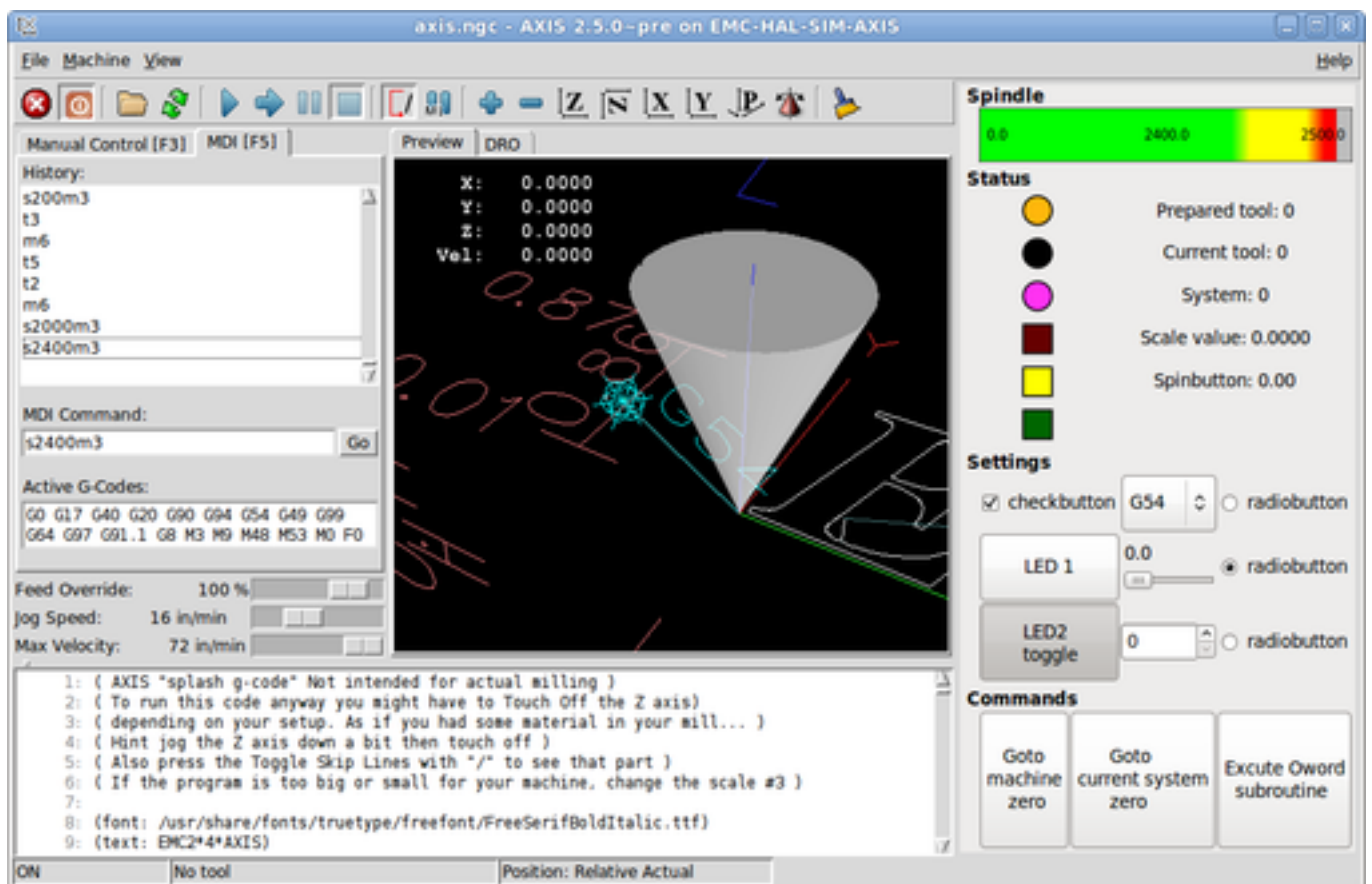 axis.ngc - AXIS 2.5.0~pre on EMC-HAL-SIM-AXIS
File Machine View Help
Z N X Y P
Manual Control [F3] MDI [F5]
History:
s200m3
t3
m6
t5
t2
m6
s2000m3
s2400m3
MDI Command:
s2400m3 Go
Active G-Codes:
G0 G17 G40 G20 G90 G94 G54 G49 G99
G64 G97 G91.1 G8 M3 M9 M48 M53 M0 F0
Feed Override: 100 %
Jog Speed: 16 in/min
Max Velocity: 72 in/min
Preview DRO
X: 0.0000
Y: 0.0000
Z: 0.0000
Vel: 0.0000
G54
Y
Spindle
0.0 2400.0 2500.0
Status
Prepared tool: 0
Current tool: 0
System: 0
Scale value: 0.0000
Spinbutton: 0.00
Settings
checkbutton G54 radiobutton
LED 1 0.0 radiobutton
LED2
toggle
0 radiobutton
Commands
Goto
machine
zero
Goto
current system
zero
Excute Oword
subroutine
1: ( AXIS "splash g-code" Not intended for actual milling )
2: ( To run this code anyway you might have to Touch Off the Z axis)
3: ( depending on your setup. As if you had some material in your mill... )
4: ( Hint jog the Z axis down a bit then touch off )
5: ( Also press the Toggle Skip Lines with "/" to see that part )
6: ( If the program is too big or small for your machine, change the scale #3 )
7:
8: (font: /usr/share/fonts/truetype/freefont/FreeSerifBoldItalic.ttf)
9: (text: EMC2*4*AXIS)
ON No tool Position: Relative Actual